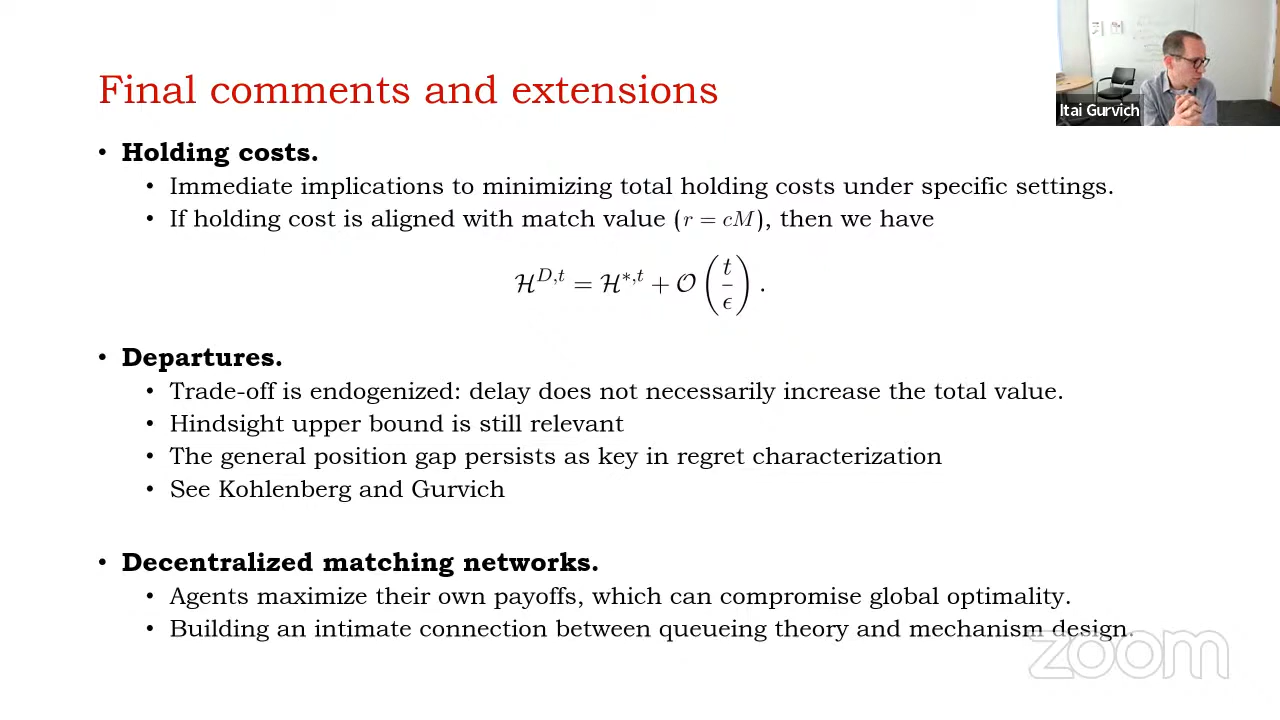 Itai Gurvich
Final comments and extensions
• Holding costs.
• Immediate implications to minimizing total holding costs under specific settings.
• If holding cost is aligned with match value (r = cM), then we have
ℋ^{D,t} = ℋ^{*,t} + 𝒪(t/ϵ).
• Departures.
• Trade-off is endogenized: delay does not necessarily increase the total value.
• Hindsight upper bound is still relevant
• The general position gap persists as key in regret characterization
• See Kohlenberg and Gurvich
• Decentralized matching networks.
• Agents maximize their own payoffs, which can compromise global optimality.
• Building an intimate connection between queueing theory and mechanism design.
zoom